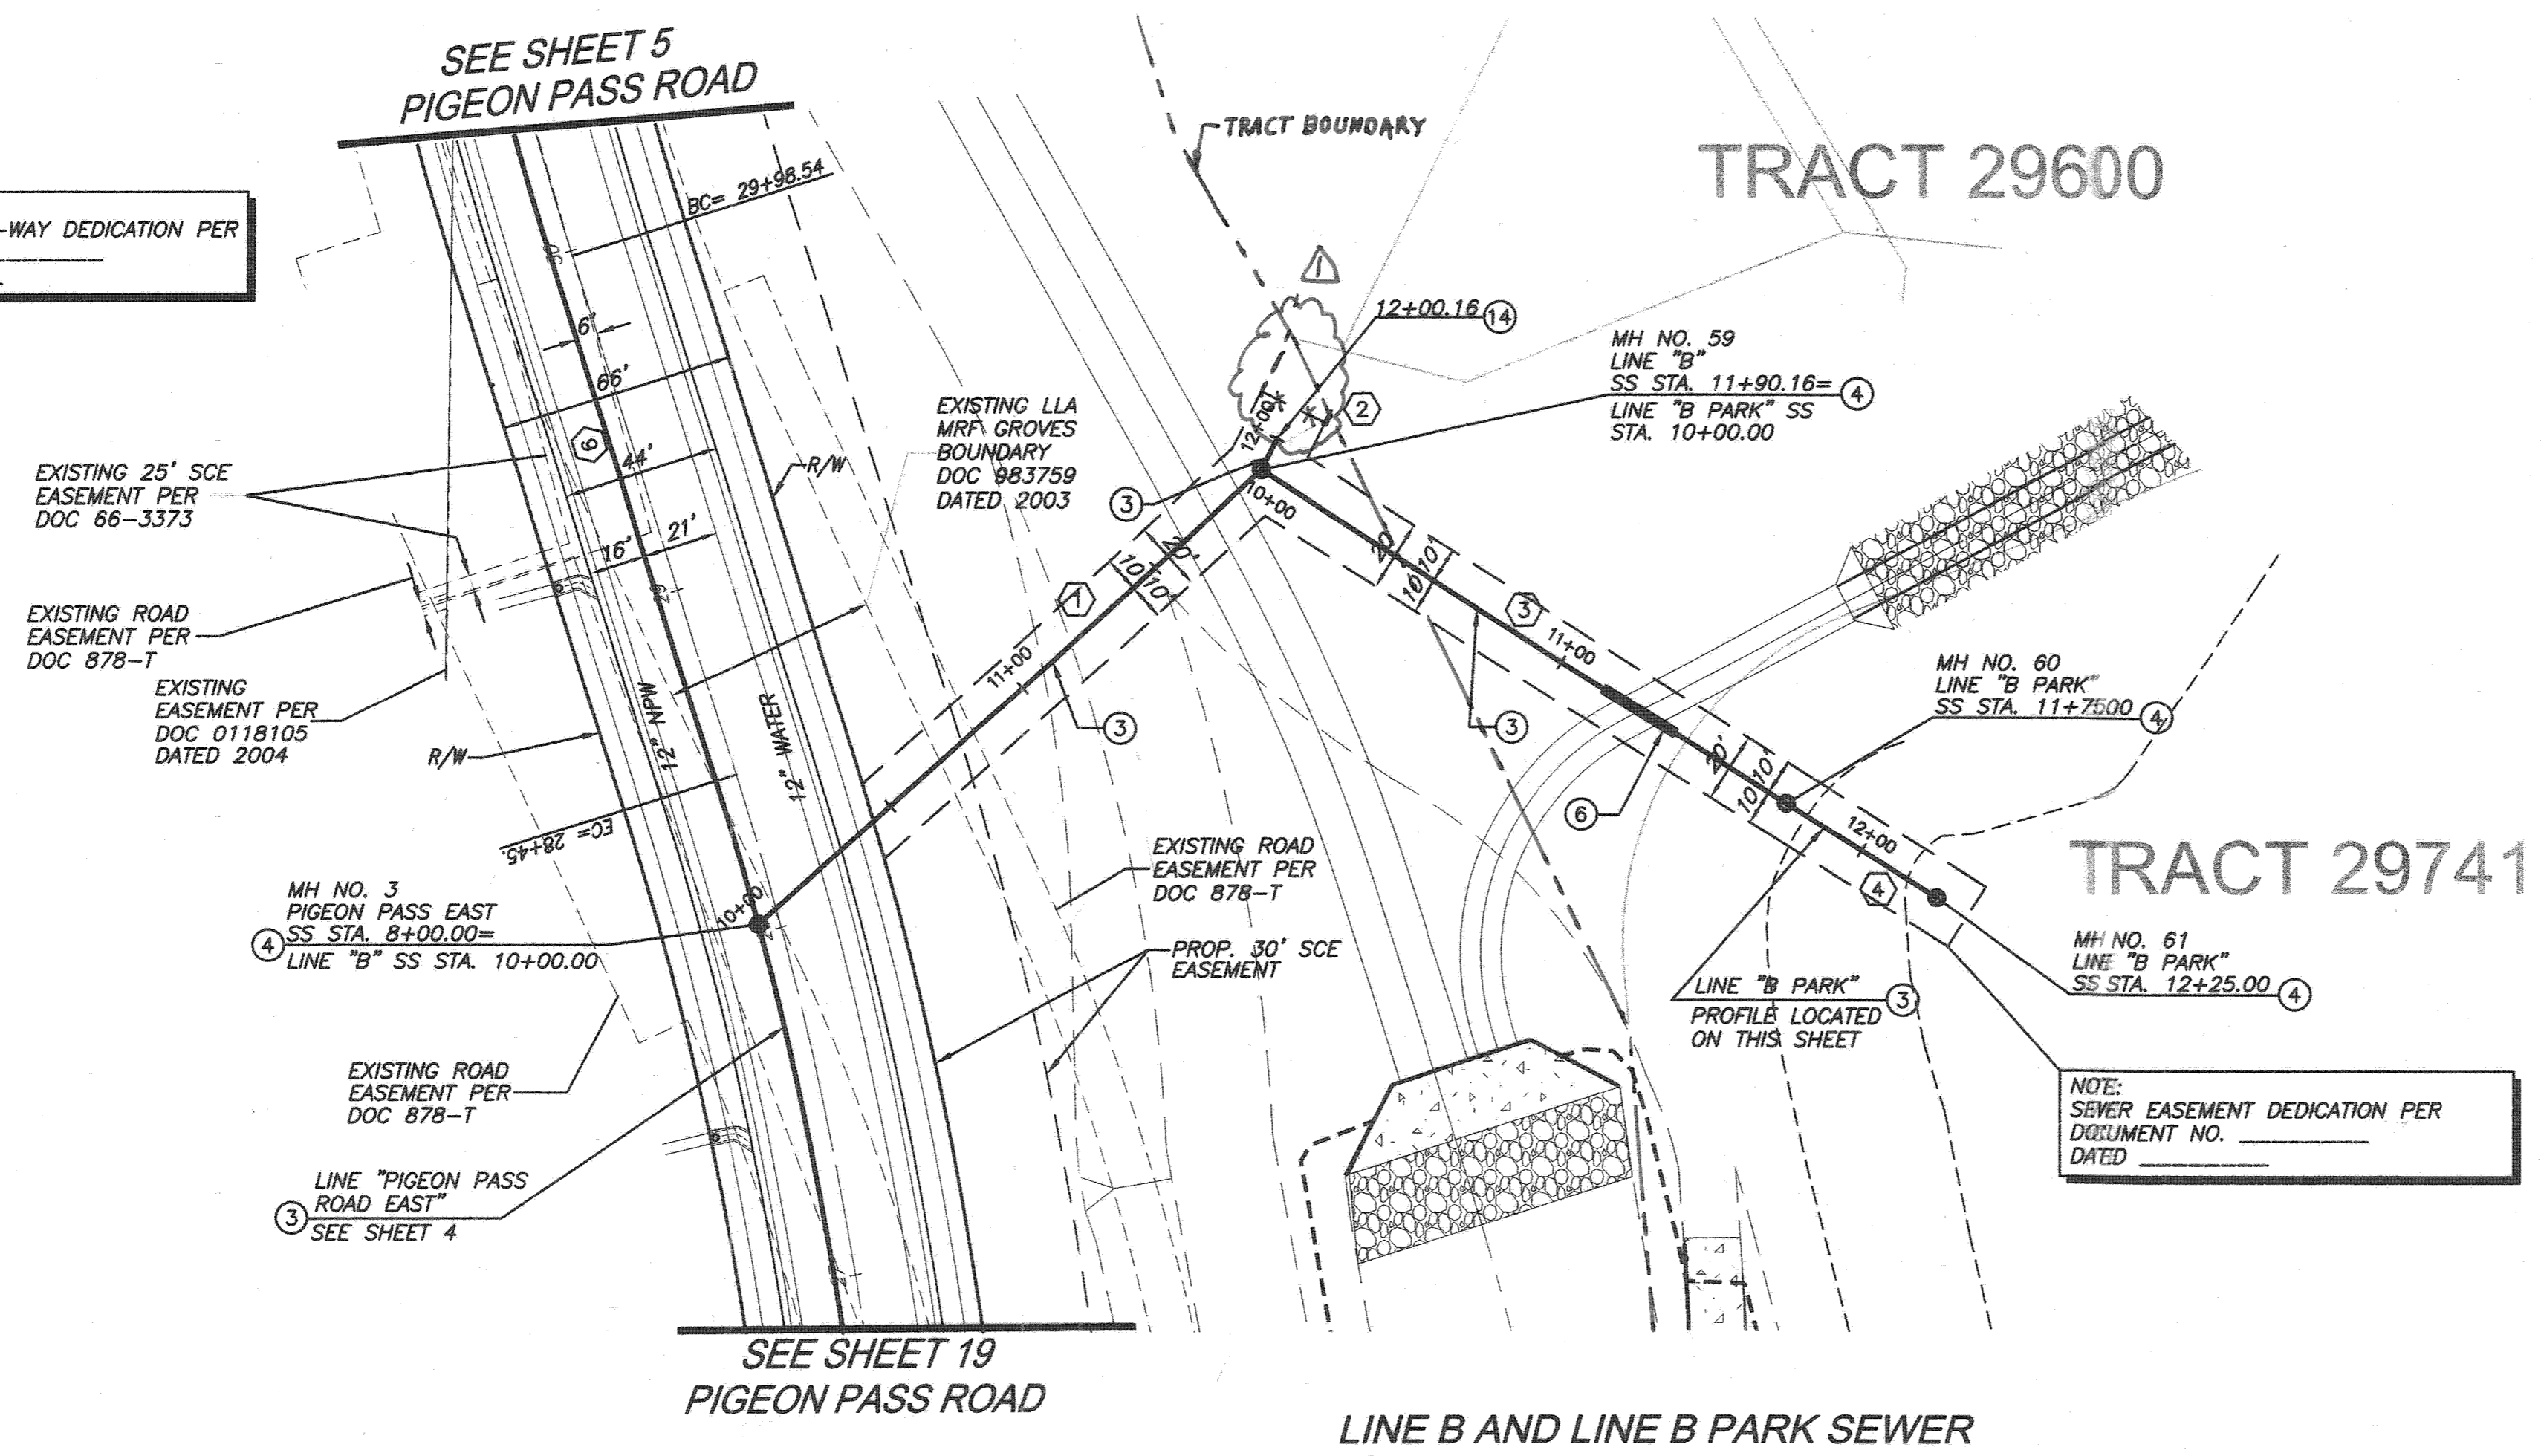 SEE SHEET 5
PIGEON PASS ROAD
-WAY DEDICATION PER
TRACT BOUNDARY
TRACT 29600
BC= 29+98.54
30
6'
66'
6
44'
R/W
16'
21'
29
1
12+00.16 14
12+00
2
MH NO. 59
LINE "B"
SS STA. 11+90.16= 4
LINE "B PARK" SS
STA. 10+00.00
EXISTING LLA
MRF GROVES
BOUNDARY
DOC 983759
DATED 2003
3
10+00
EXISTING 25' SCE
EASEMENT PER
DOC 66-3373
EXISTING ROAD
EASEMENT PER
DOC 878-T
EXISTING
EASEMENT PER
DOC 0118105
DATED 2004
R/W
12" NPW
12" WATER
EC= 28+45.
20'
10'
10'
1
11+00
3
20'
10'
10'
3
11+00
3
6
MH NO. 60
LINE "B PARK"
SS STA. 11+7500 4
20'
10'
10'
12+00
4
TRACT 29741
MH NO. 61
LINE "B PARK"
SS STA. 12+25.00 4
LINE "B PARK" 3
PROFILE LOCATED
ON THIS SHEET
NOTE:
SEWER EASEMENT DEDICATION PER
DOCUMENT NO. __________
DATED __________
10+00
MH NO. 3
PIGEON PASS EAST
4 SS STA. 8+00.00=
LINE "B" SS STA. 10+00.00
EXISTING ROAD
EASEMENT PER
DOC 878-T
PROP. 30' SCE
EASEMENT
EXISTING ROAD
EASEMENT PER
DOC 878-T
LINE "PIGEON PASS
ROAD EAST"
3
SEE SHEET 4
27
SEE SHEET 19
PIGEON PASS ROAD
LINE B AND LINE B PARK SEWER